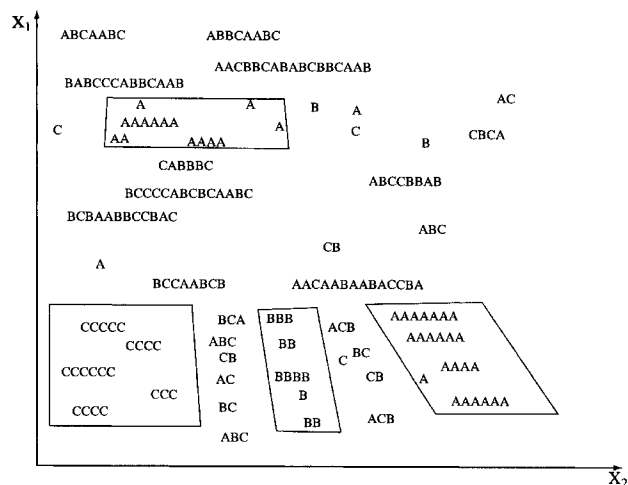 X1
ABCAABC ABBCAABC
AACBBCABABCBBCAAB
BABCCCABBCAAB
A A B A AC
AAAAAA A
C C CBCA
AA AAAA B
CABBBC
ABCCBBAB
BCCCCABCBCAABC
BCBAABBCCBAC
ABC
CB
A
BCCAABCB AACAABAABACCBA
BCA BBB AAAAAAA
CCCCC ACB
ABC BB AAAAAA
CCCC
CB C BC
CCCCCC AAAA
AC BBBB CB A
CCC B
CCCC BC AAAAAA
BB ACB
ABC
X2